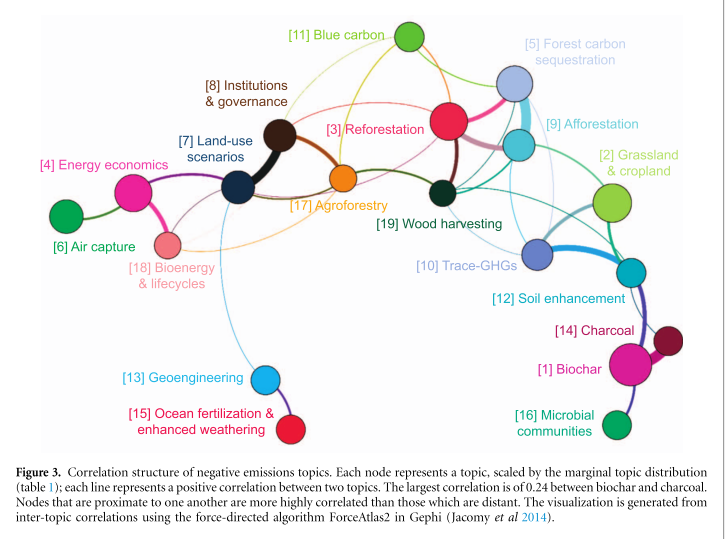 [11] Blue carbon
[5] Forest carbon
sequestration
[8] Institutions
& governance
[3] Reforestation
[9] Afforestation
[7] Land-use
scenarios
[4] Energy economics
[2] Grassland
& cropland
[17] Agroforestry
[19] Wood harvesting
[6] Air capture
[18] Bioenergy
& lifecycles
[10] Trace-GHGs
[12] Soil enhancement
[14] Charcoal
[1] Biochar
[13] Geoengineering
[15] Ocean fertilization &
enhanced weathering
[16] Microbial
communities
Figure 3. Correlation structure of negative emissions topics. Each node represents a topic, scaled by the marginal topic distribution
(table 1); each line represents a positive correlation between two topics. The largest correlation is of 0.24 between biochar and charcoal.
Nodes that are proximate to one another are more highly correlated than those which are distant. The visualization is generated from
inter-topic correlations using the force-directed algorithm ForceAtlas2 in Gephi (Jacomy et al 2014).